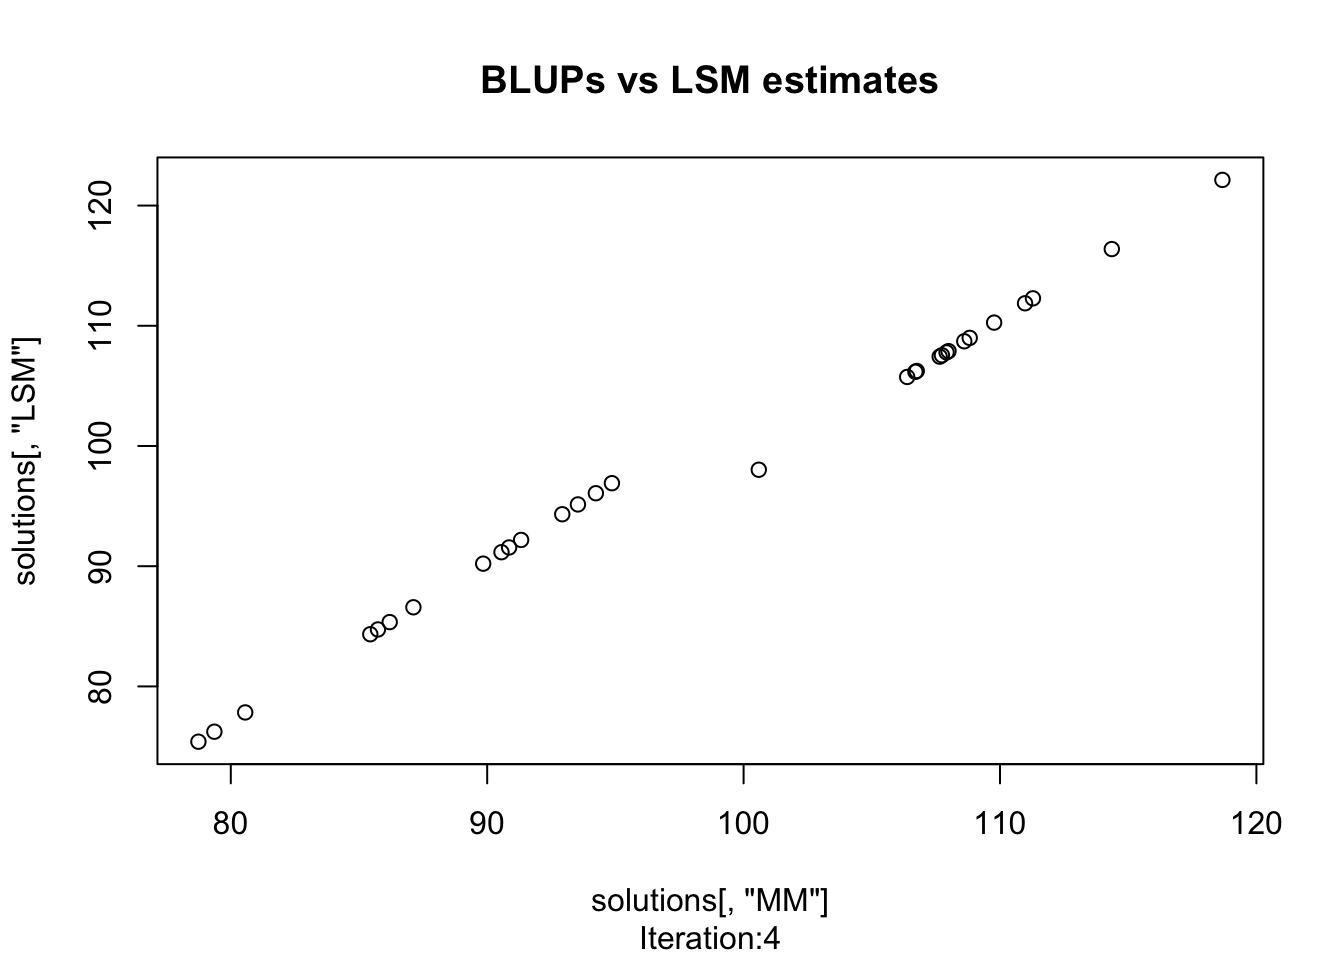 BLUPs vs LSM estimates
solutions[, "LSM"]
120
110
100
90
80
80 90 100 110 120
solutions[, "MM"]
Iteration:4